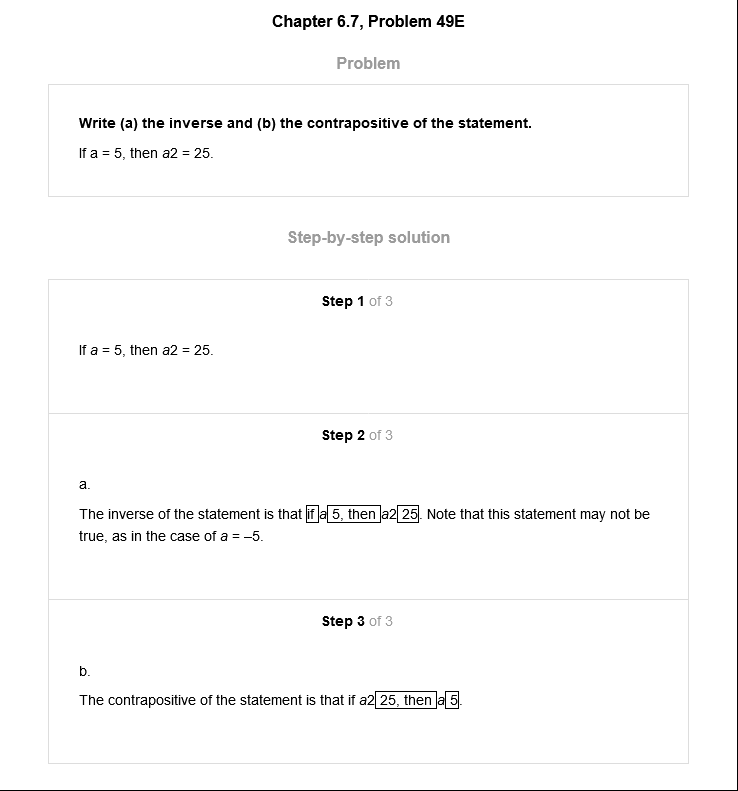 Chapter 6.7, Problem 49E
Problem
Write (a) the inverse and (b) the contrapositive of the statement.
If a = 5, then a2 = 25.
Step-by-step solution
Step 1 of 3
If a = 5, then a2 = 25.
Step 2 of 3
a.
The inverse of the statement is that if a 5, then a2 25. Note that this statement may not be
true, as in the case of a = –5.
Step 3 of 3
b.
The contrapositive of the statement is that if a2 25, then a 5.